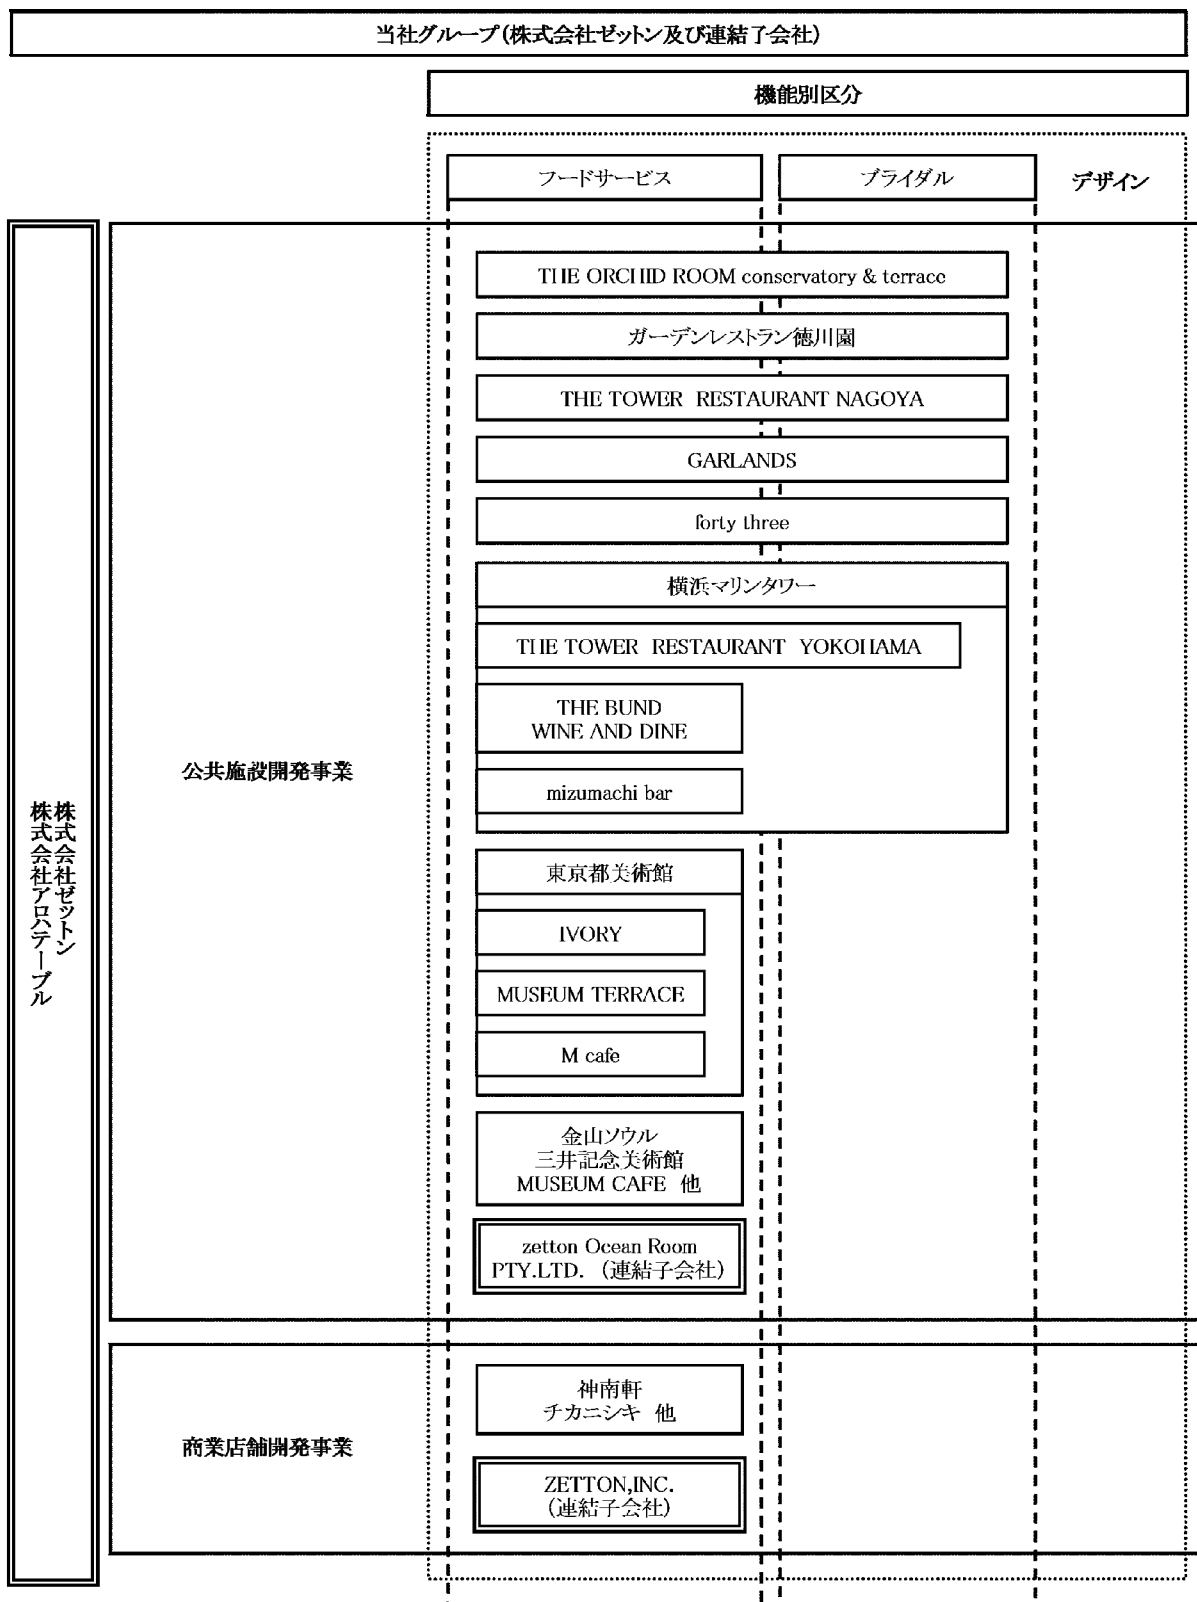 当社グループ(株式会社ゼットン及び連結子会社)
機能別区分
フードサービス
ブライダル
デザイン
株式会社ゼットン
株式会社アロハテーブル
公共施設開発事業
THE ORCHID ROOM conservatory & terrace
ガーデンレストラン徳川園
THE TOWER RESTAURANT NAGOYA
GARLANDS
forty three
横浜マリンタワー
THE TOWER RESTAURANT YOKOHAMA
THE BUND
WINE AND DINE
mizumachi bar
東京都美術館
IVORY
MUSEUM TERRACE
M cafe
金山ソウル
三井記念美術館
MUSEUM CAFE 他
zetton Ocean Room
PTY.LTD. (連結子会社)
商業店舗開発事業
神南軒
チカニシキ 他
ZETTON,INC.
(連結子会社)